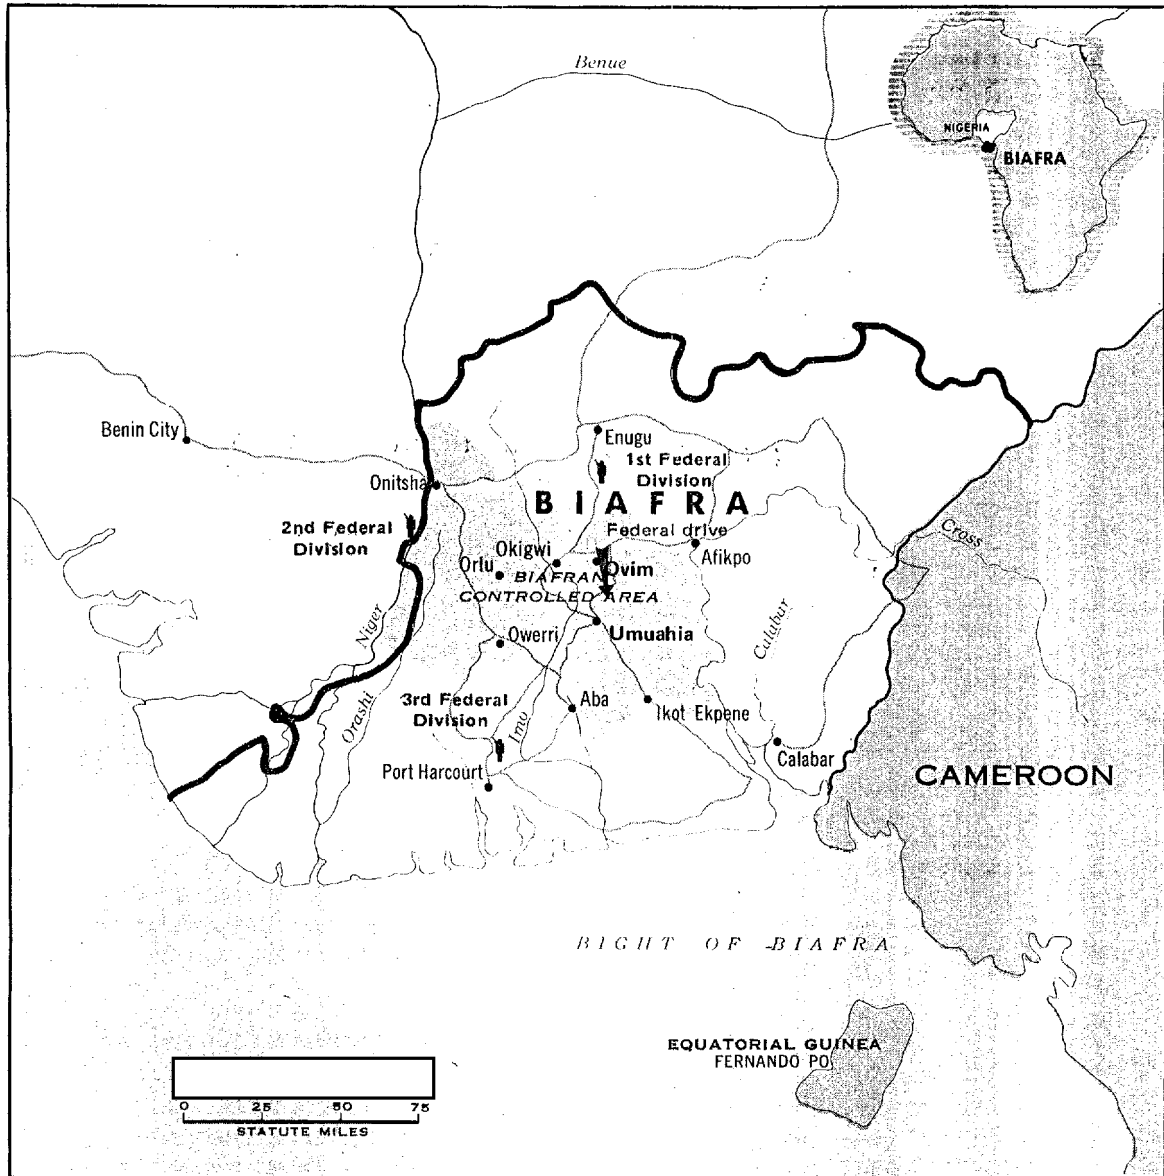 Benue
NIGERIA
BIAFRA
Benin City
Enugu
1st Federal
Division
Onitsha
BIAFRA
2nd Federal
Division
Federal drive
Cross
Okigwi
Afikpo
Orlu
Ovim
BIAFRAN
CONTROLLED AREA
Niger
Calabar
Owerri
Umuahia
Orashi
3rd Federal
Division
Imo
Aba
Ikot Ekpene
Port Harcourt
Calabar
CAMEROON
BIGHT OF BIAFRA
EQUATORIAL GUINEA
FERNANDO PO
0 25 50 75
STATUTE MILES